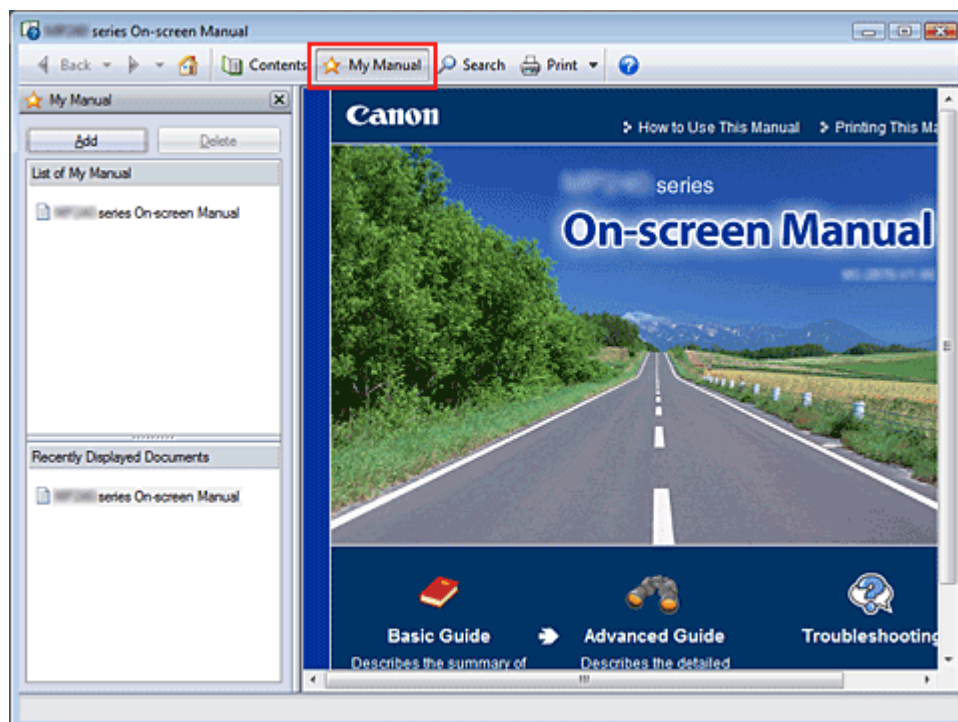 series On-screen Manual
Back
Contents
My Manual
Search
Print
My Manual
Add
Delete
List of My Manual
series On-screen Manual
Recently Displayed Documents
series On-screen Manual
Canon
How to Use This Manual
Printing This Ma
series
On-screen Manual
Basic Guide
Advanced Guide
Troubleshooting
Describes the summary of
Describes the detailed